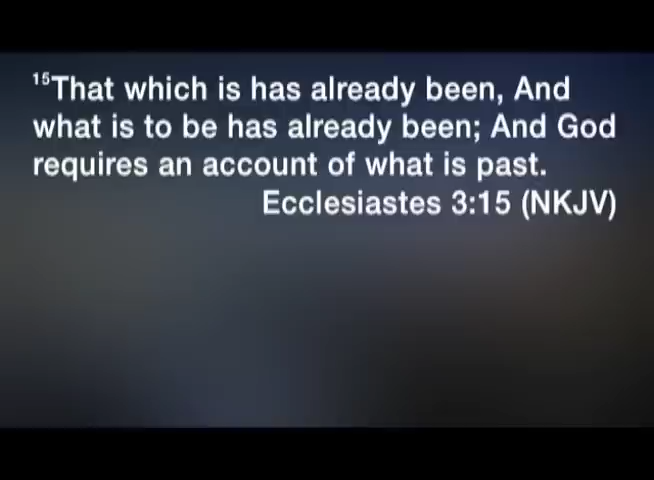 ¹⁵That which is has already been, And
what is to be has already been; And God
requires an account of what is past.
Ecclesiastes 3:15 (NKJV)